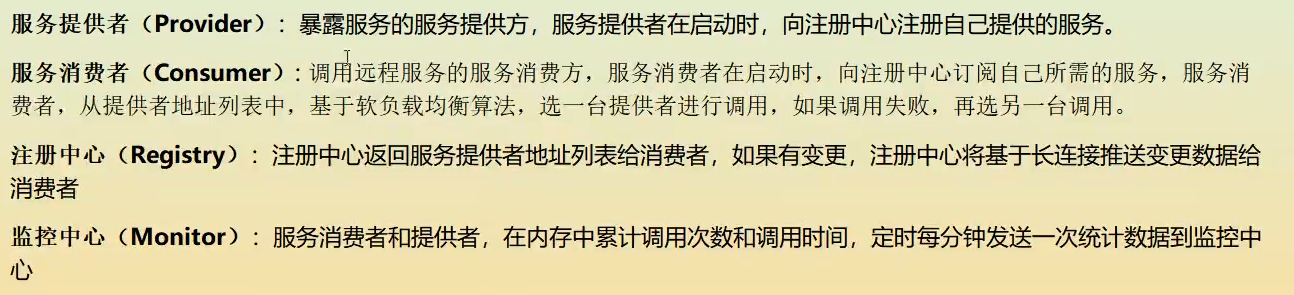 服务提供者（Provider）：暴露服务的服务提供方，服务提供者在启动时，向注册中心注册自己提供的服务。
服务消费者（Consumer）: 调用远程服务的服务消费方，服务消费者在启动时，向注册中心订阅自己所需的服务，服务消
费者，从提供者地址列表中，基于软负载均衡算法，选一台提供者进行调用，如果调用失败，再选另一台调用。
注册中心（Registry）：注册中心返回服务提供者地址列表给消费者，如果有变更，注册中心将基于长连接推送变更数据给
消费者
监控中心（Monitor）：服务消费者和提供者，在内存中累计调用次数和调用时间，定时每分钟发送一次统计数据到监控中
心